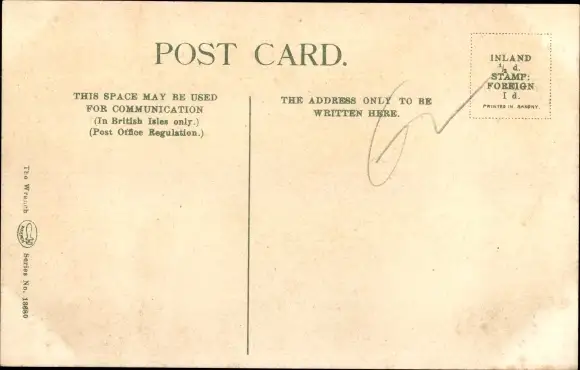 POST CARD.
THIS SPACE MAY BE USED
FOR COMMUNICATION
(In British Isles only.)
(Post Office Regulation.)
THE ADDRESS ONLY TO BE
WRITTEN HERE.
INLAND
½ d.
STAMP:
FOREIGN
1 d.
PRINTED IN SAXONY.
The Wrench
Series No. 13680